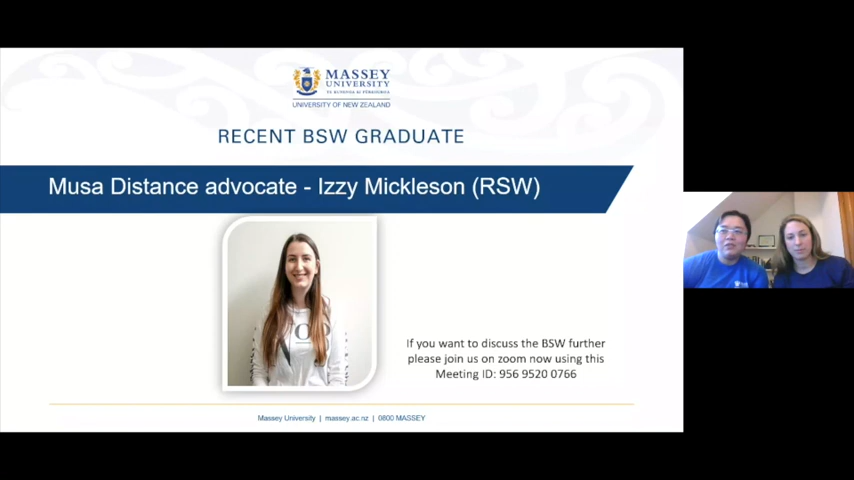 MASSEY
UNIVERSITY
TE KUNENGA KI PŪREHUROA
UNIVERSITY OF NEW ZEALAND
RECENT BSW GRADUATE
Musa Distance advocate - Izzy Mickleson (RSW)
If you want to discuss the BSW further
please join us on zoom now using this
Meeting ID: 956 9520 0766
Massey University | massey.ac.nz | 0800 MASSEY